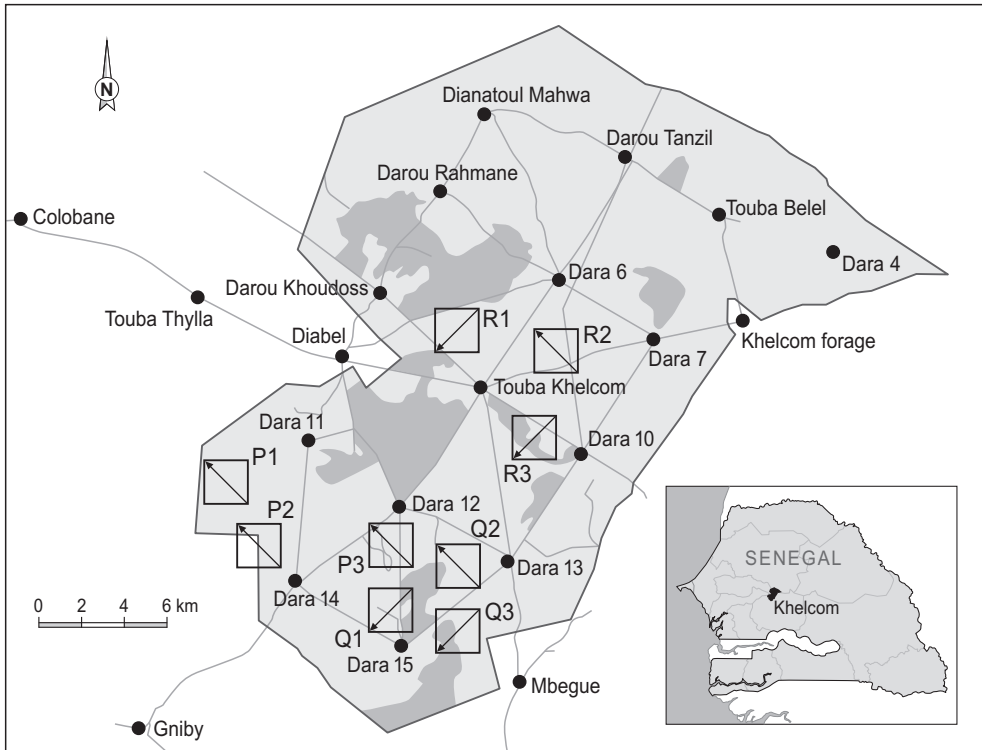 N
Dianatoul Mahwa
Darou Tanzil
Darou Rahmane
Touba Belel
Colobane
Dara 4
Dara 6
Darou Khoudoss
Touba Thylla
R1
R2
Khelcom forage
Diabel
Dara 7
Touba Khelcom
Dara 11
Dara 10
P1
R3
Dara 12
P2
Q2
SENEGAL
P3
Dara 13
Khelcom
Dara 14
0 2 4 6 km
Q1
Q3
Dara 15
Mbegue
Gniby